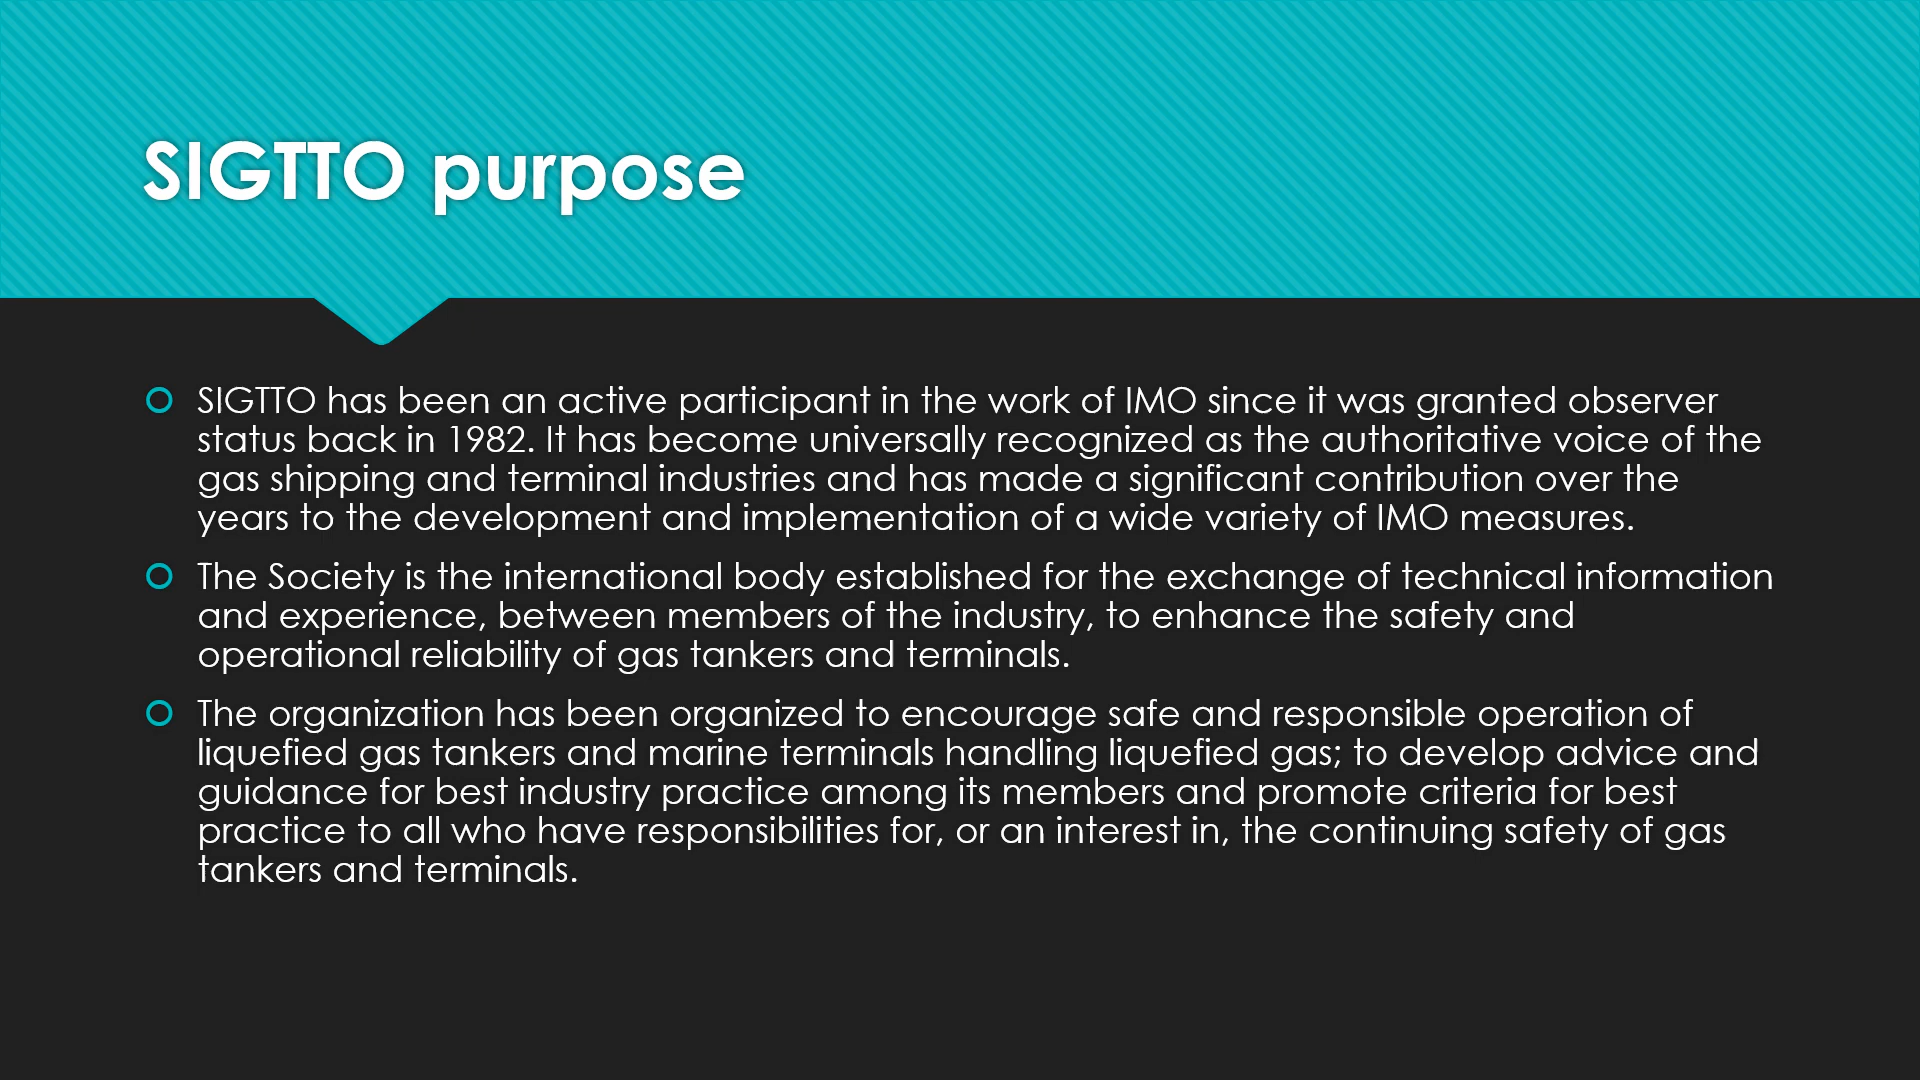 SIGTTO purpose
SIGTTO has been an active participant in the work of IMO since it was granted observer
status back in 1982. It has become universally recognized as the authoritative voice of the
gas shipping and terminal industries and has made a significant contribution over the
years to the development and implementation of a wide variety of IMO measures.
The Society is the international body established for the exchange of technical information
and experience, between members of the industry, to enhance the safety and
operational reliability of gas tankers and terminals.
The organization has been organized to encourage safe and responsible operation of
liquefied gas tankers and marine terminals handling liquefied gas; to develop advice and
guidance for best industry practice among its members and promote criteria for best
practice to all who have responsibilities for, or an interest in, the continuing safety of gas
tankers and terminals.